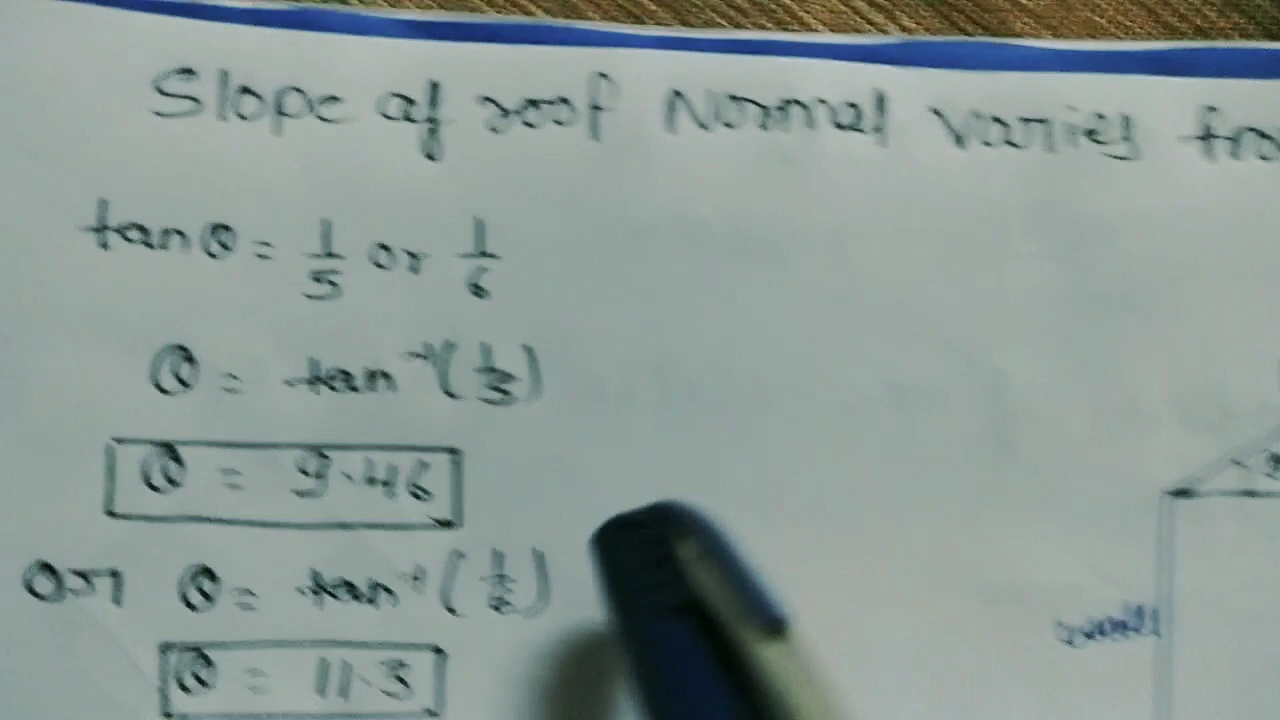 Slope of roof Normal varies fro
tanθ = 1/5 or 1/6
θ = tan⁻¹(1/5)
θ = 9.46
or θ = tan⁻¹(1/6)
θ = 11.3